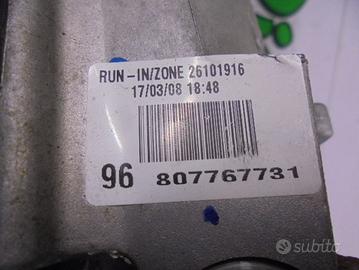 RUN-IN/ZONE 26101916
17/03/08 18:48
96 807767731
subito